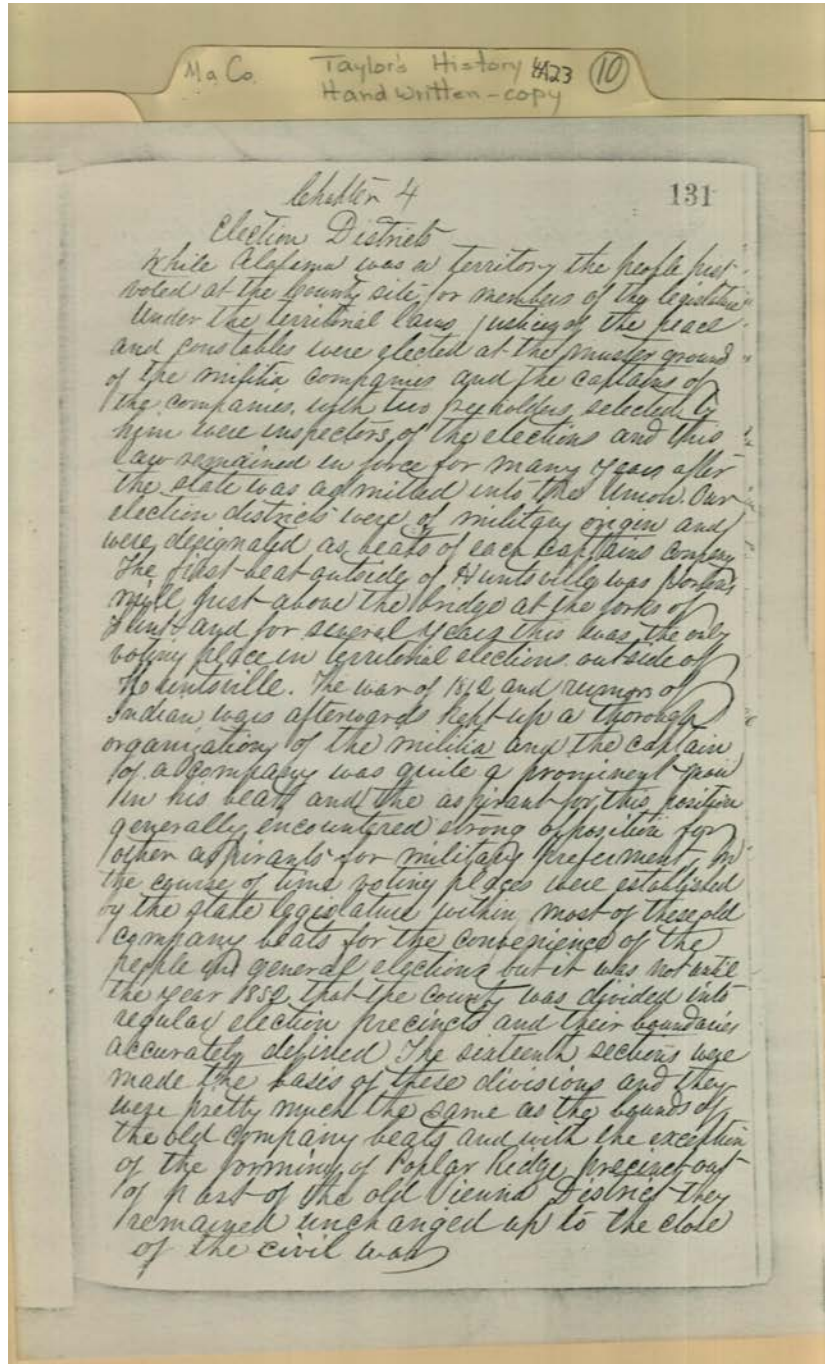 Ma Co. Taylor's History 4A23 10
Handwritten - copy
Chapter 4 131
Election Districts
While Alabama was a territory the people first
voted at the County site, for members of the legislature
Under the territorial laws justices of the peace
and constables were elected at the muster ground
of the militia companies and the captains of
the companies, with two freeholders, selected by
him were inspectors, of the elections and this
law remained in force for many years after
the state was admitted into the Union. Our
election districts were of military origin and
were designated as beats of each captains company
The first beat outside of Huntsville was
mill just above the bridge at the forks of
Flint and for several years this was the only
voting place in territorial elections outside of
Huntsville. The war of 1812 and rumors of
Indian wars afterwards kept up a thorough
organization of the militia and the captain
of a company was quite a prominent man
in his beat and the aspirant for this position
generally encountered strong opposition for
other aspirants for military preferment, in
the course of time voting places were established
by the state legislature within most of these old
company beats for the convenience of the
people in general elections but it was not until
the year that the county was divided into
regular election precincts and their boundaries
accurately defined The sixteenth sections were
made the basis of these divisions and they
were pretty much the same as the bounds of
the old company beats and with the exception
of the forming of Poplar Ridge precinct out
of part of the old Vienna District they
remained unchanged up to the close
of the civil war